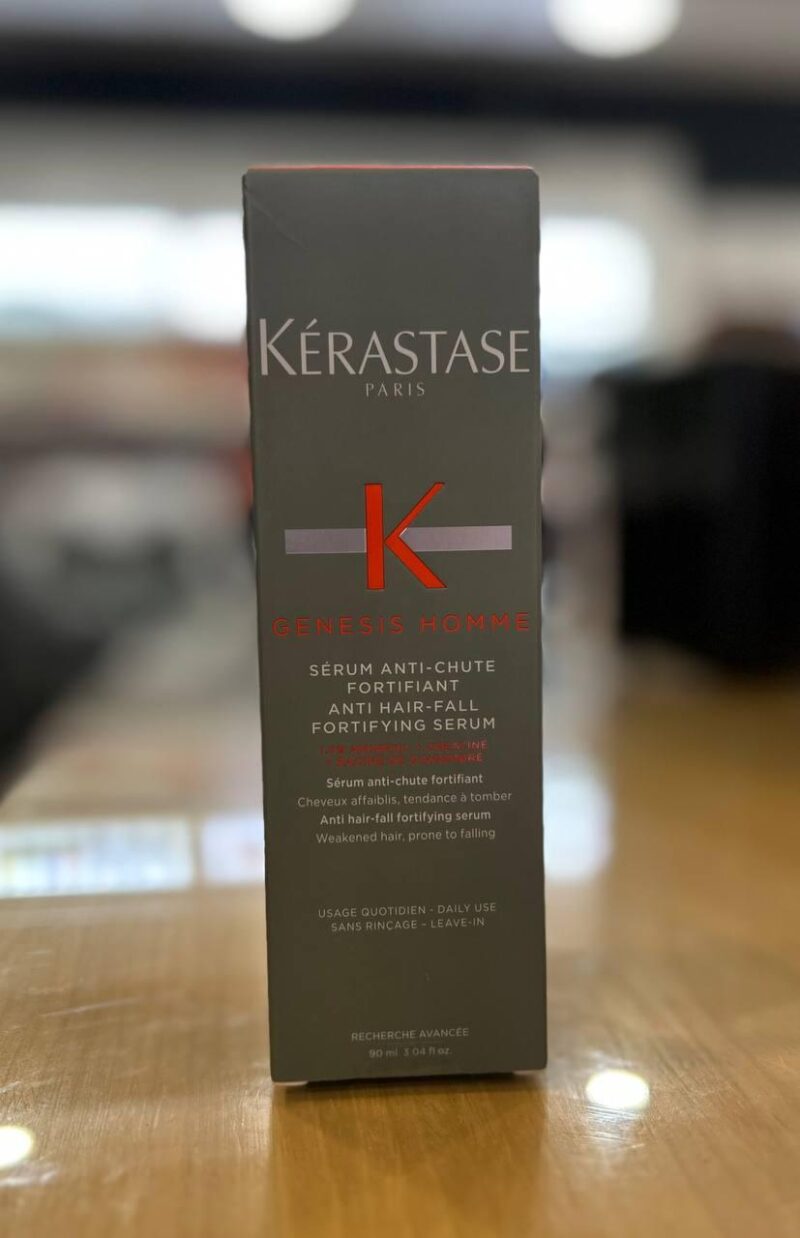 KÉRASTASE
PARIS
K
GENESIS HOMME
SÉRUM ANTI-CHUTE
FORTIFIANT
ANTI HAIR-FALL
FORTIFYING SERUM
Sérum anti-chute fortifiant
Cheveux affaiblis, tendance à tomber
Anti hair-fall fortifying serum
Weakened hair, prone to falling
USAGE QUOTIDIEN - DAILY USE
SANS RINÇAGE - LEAVE-IN
RECHERCHE AVANCÉE
90 ml 3.04 fl oz.